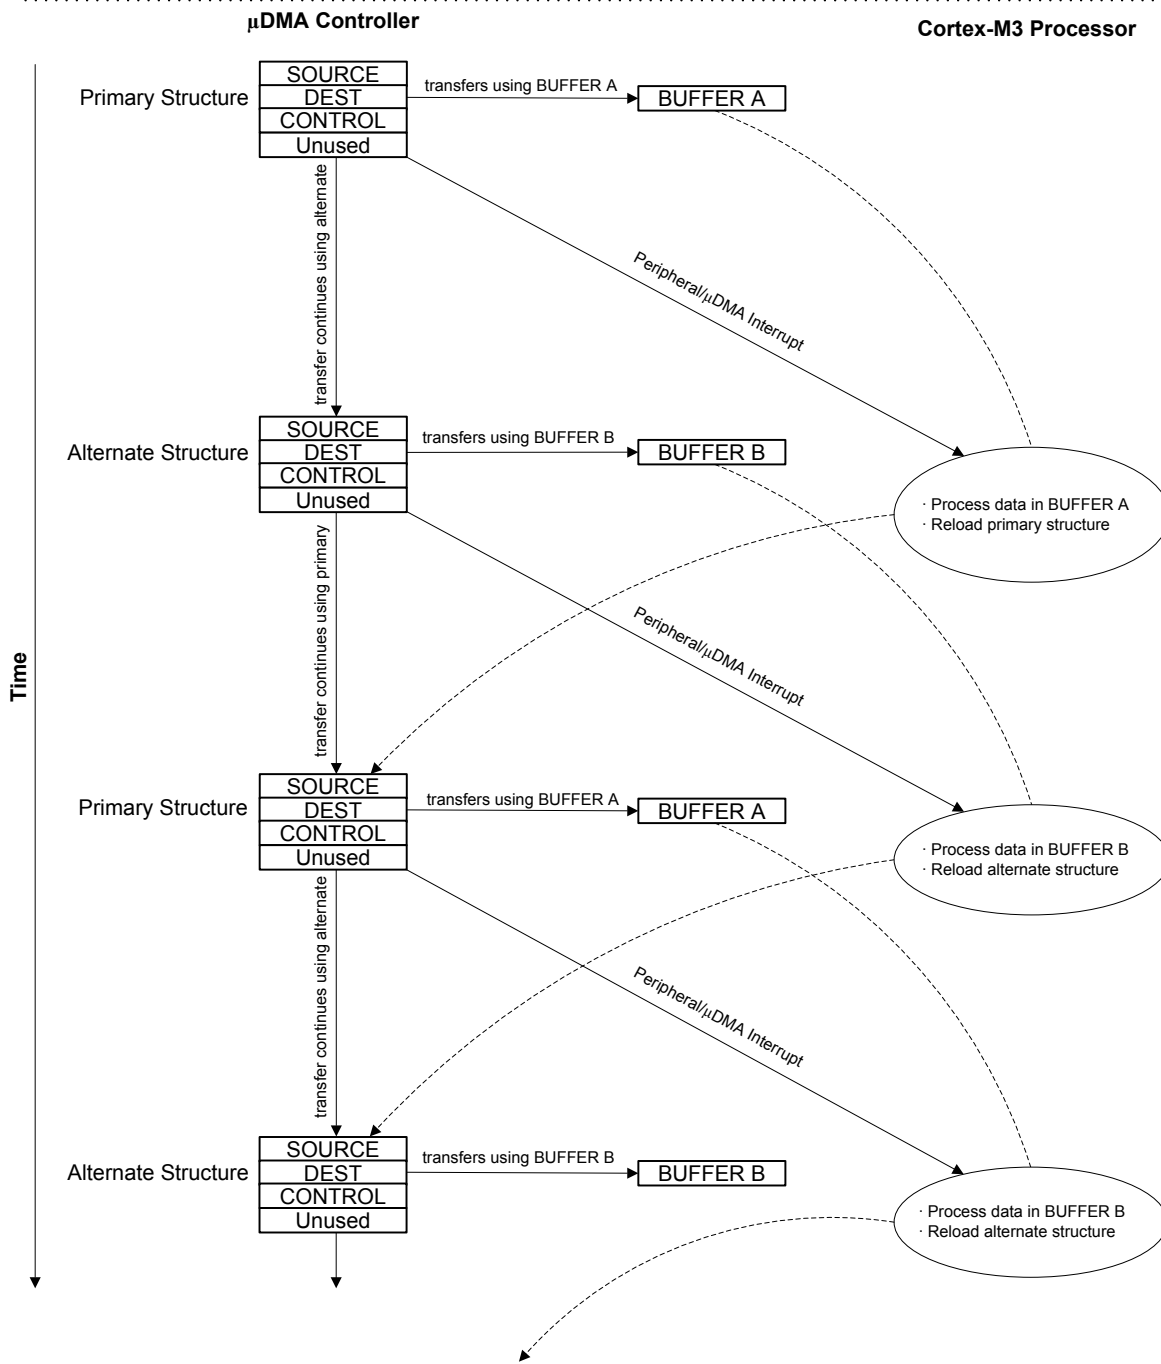 µDMA Controller
Cortex-M3 Processor
Primary Structure
SOURCE
DEST
CONTROL
Unused
transfers using BUFFER A
BUFFER A
transfer continues using alternate
Peripheral/µDMA Interrupt
Alternate Structure
SOURCE
DEST
CONTROL
Unused
transfers using BUFFER B
BUFFER B
· Process data in BUFFER A
· Reload primary structure
transfer continues using primary
Peripheral/µDMA Interrupt
Time
Primary Structure
SOURCE
DEST
CONTROL
Unused
transfers using BUFFER A
BUFFER A
· Process data in BUFFER B
· Reload alternate structure
transfer continues using alternate
Peripheral/µDMA Interrupt
Alternate Structure
SOURCE
DEST
CONTROL
Unused
transfers using BUFFER B
BUFFER B
· Process data in BUFFER B
· Reload alternate structure